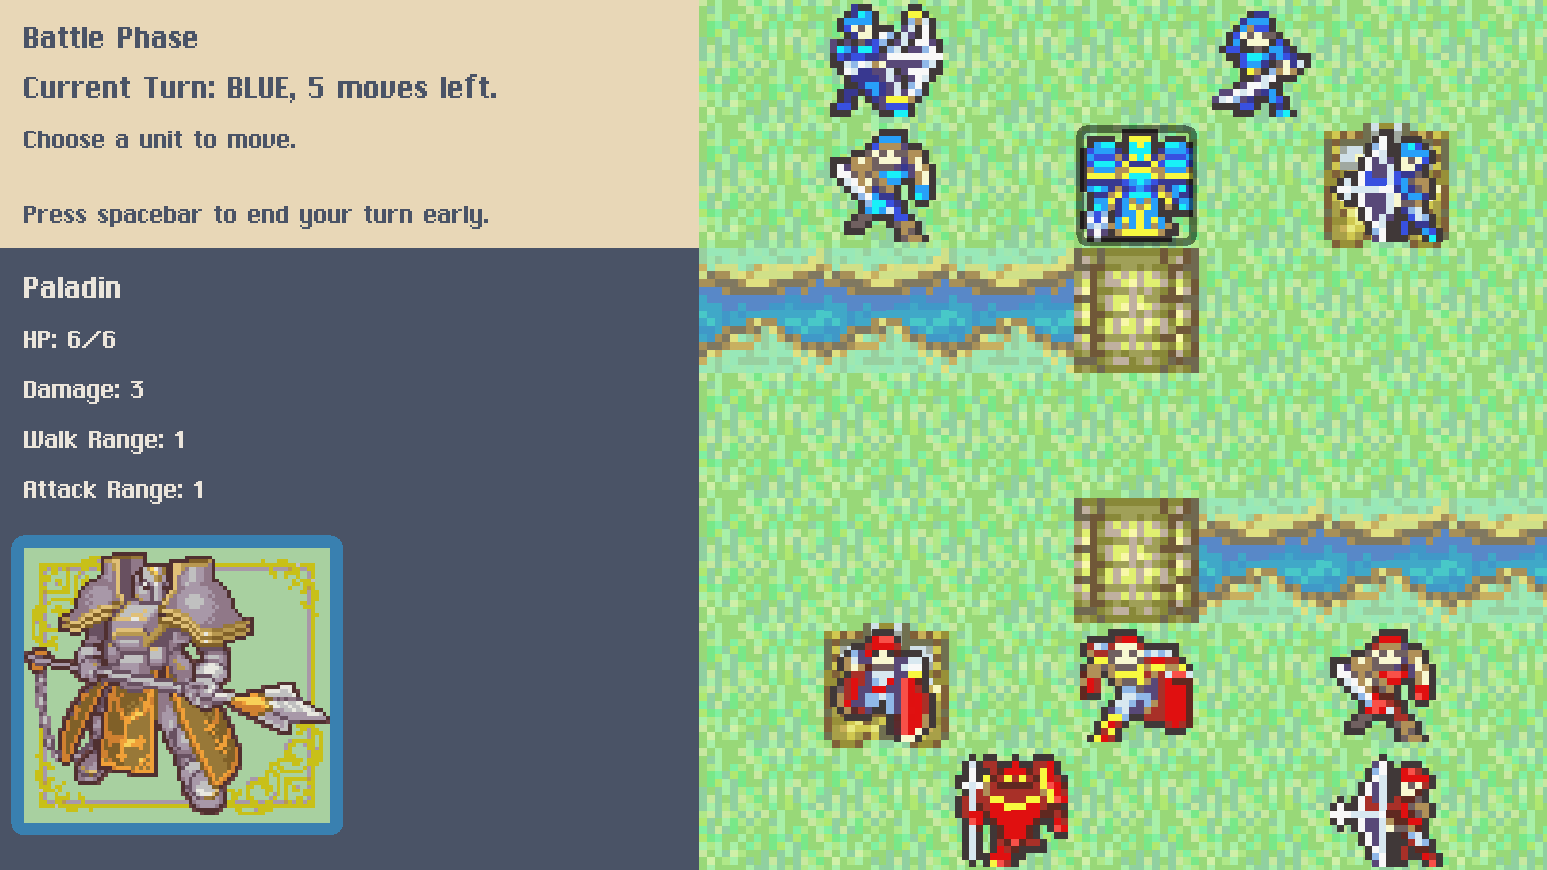 Battle Phase
Current Turn: BLUE, 5 moves left.
Choose a unit to move.
Press spacebar to end your turn early.
Paladin
HP: 6/6
Damage: 3
Walk Range: 1
Attack Range: 1